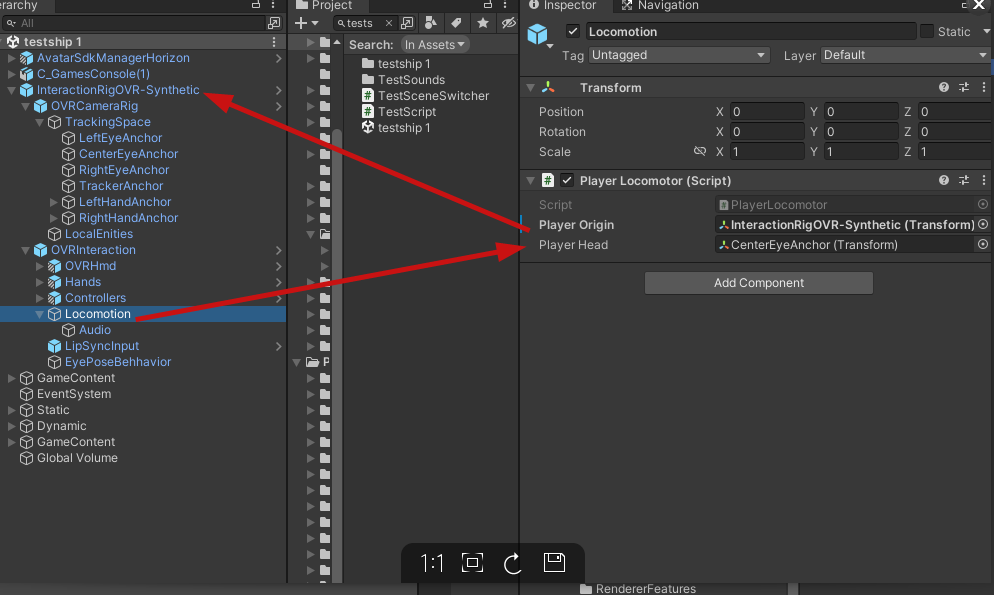 erarchy
All
testship 1
AvatarSdkManagerHorizon
C_GamesConsole(1)
InteractionRigOVR-Synthetic
OVRCameraRig
TrackingSpace
LeftEyeAnchor
CenterEyeAnchor
RightEyeAnchor
TrackerAnchor
LeftHandAnchor
RightHandAnchor
LocalEnities
OVRInteraction
OVRHmd
Hands
Controllers
Locomotion
Audio
LipSyncInput
EyePoseBehhavior
GameContent
EventSystem
Static
Dynamic
GameContent
Global Volume
Project
tests
P
Search: In Assets
testship 1
TestSounds
TestSceneSwitcher
TestScript
testship 1
Inspector Navigation
Locomotion Static
Tag Untagged Layer Default
Transform
Position X 0 Y 0 Z 0
Rotation X 0 Y 0 Z 0
Scale X 1 Y 1 Z 1
Player Locomotor (Script)
Script PlayerLocomotor
Player Origin InteractionRigOVR-Synthetic (Transform)
Player Head CenterEyeAnchor (Transform)
Add Component
1:1
RendererFeatures